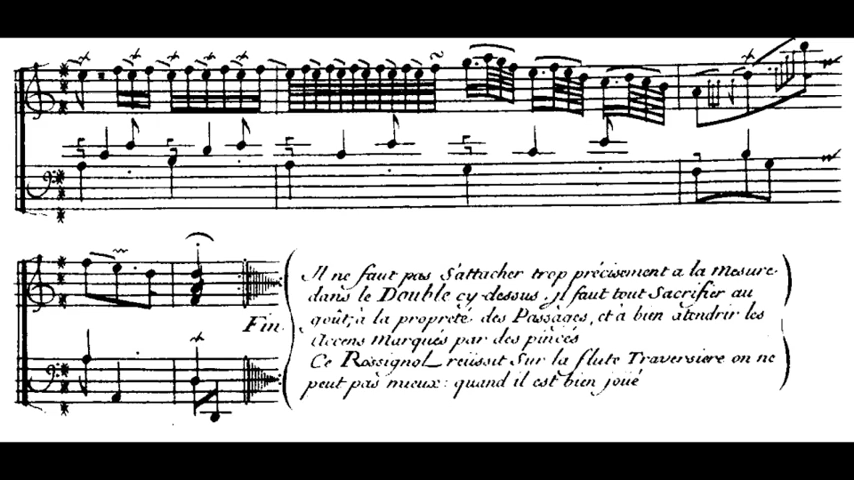 Il ne faut pas s'attacher trop précisement a la mesure
dans le Double cy-dessus. il faut tout Sacrifier au
goût, à la propreté des Passages, et à bien atendrir les
Accens marqués par des pincés
Fin.
Ce Rossignol reüissit Sur la flute Traversiere on ne
peut pas mieux: quand il est bien joué